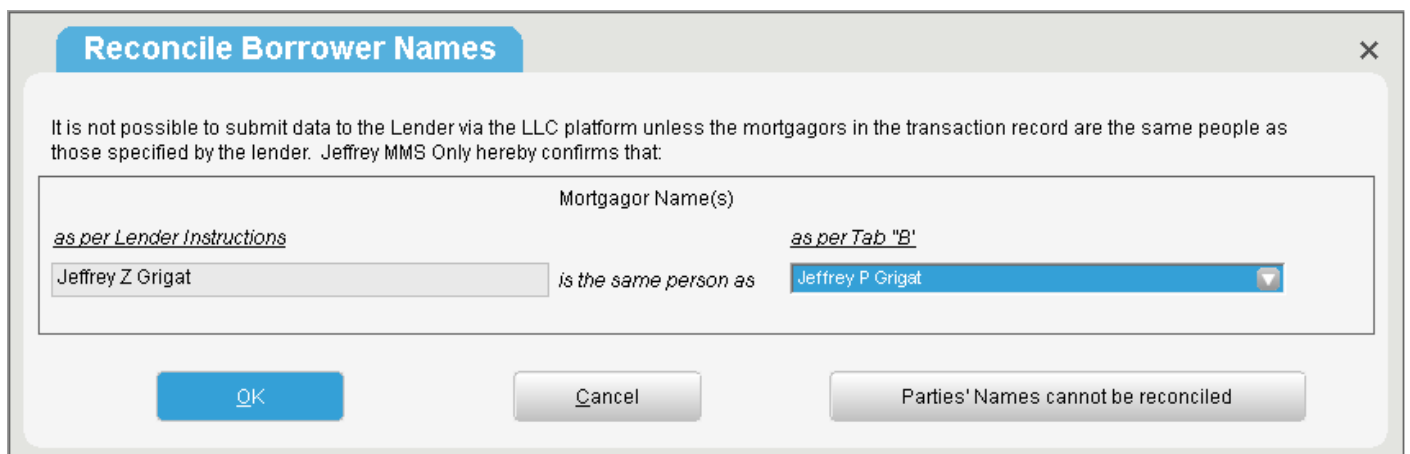 Reconcile Borrower Names
It is not possible to submit data to the Lender via the LLC platform unless the mortgagors in the transaction record are the same people as
those specified by the lender. Jeffrey MMS Only hereby confirms that:
Mortgagor Name(s)
as per Lender Instructions
as per Tab "B'
Jeffrey Z Grigat
is the same person as
Jeffrey P Grigat
OK
Cancel
Parties' Names cannot be reconciled